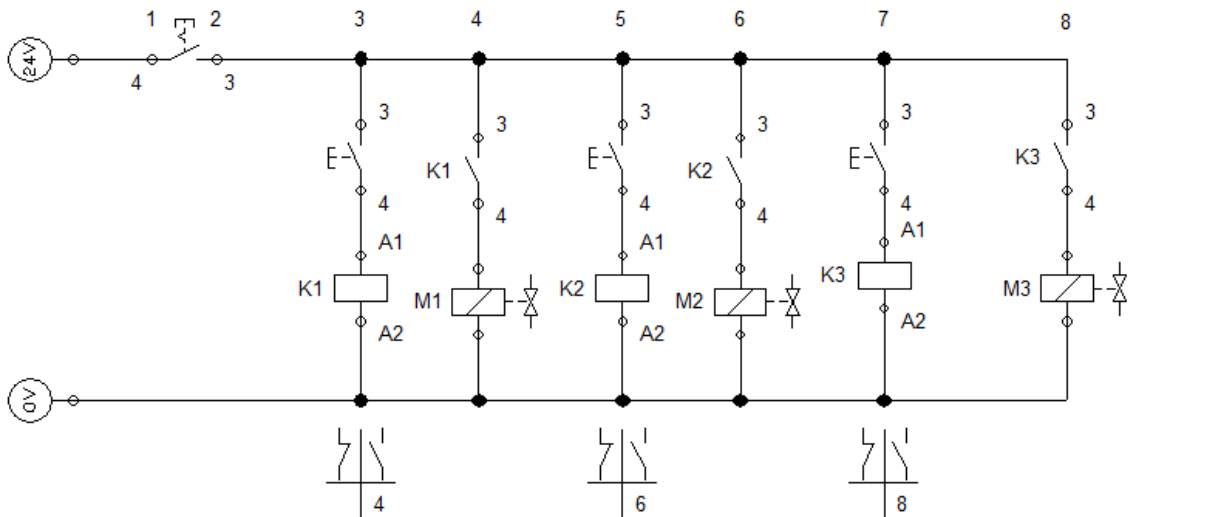 1 2 3 4 5 6 7 8
24V
4 3
3 3 3 3 3 3
K1 K2 K3
4 4 4 4 4 4
A1 A1 A1
K1 M1 K2 M2 K3 M3
A2 A2 A2
0V
4 6 8